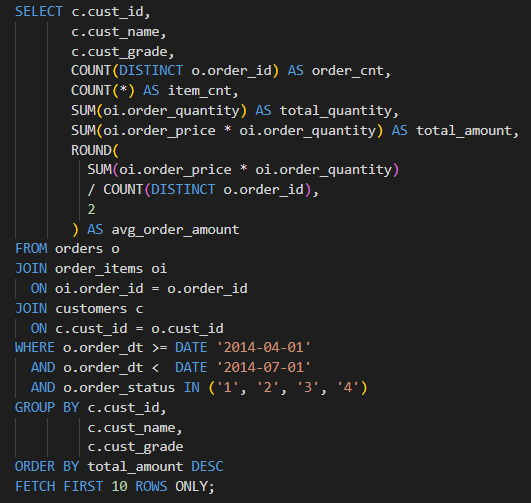 SELECT c.cust_id,
c.cust_name,
c.cust_grade,
COUNT(DISTINCT o.order_id) AS order_cnt,
COUNT(*) AS item_cnt,
SUM(oi.order_quantity) AS total_quantity,
SUM(oi.order_price * oi.order_quantity) AS total_amount,
ROUND(
SUM(oi.order_price * oi.order_quantity)
/ COUNT(DISTINCT o.order_id),
2
) AS avg_order_amount
FROM orders o
JOIN order_items oi
ON oi.order_id = o.order_id
JOIN customers c
ON c.cust_id = o.cust_id
WHERE o.order_dt >= DATE '2014-04-01'
AND o.order_dt <  DATE '2014-07-01'
AND o.order_status IN ('1', '2', '3', '4')
GROUP BY c.cust_id,
c.cust_name,
c.cust_grade
ORDER BY total_amount DESC
FETCH FIRST 10 ROWS ONLY;